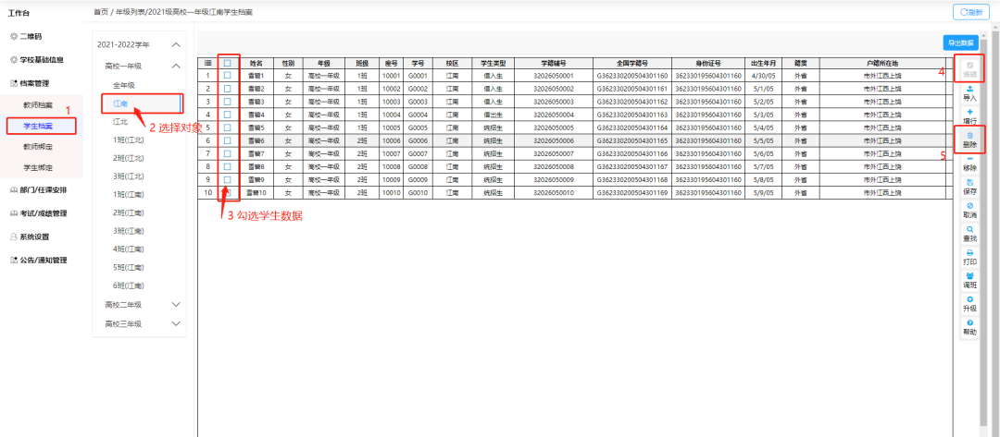 工作台
首页 / 年级列表/2021级高校一年级江南学生档案
刷新
二维码
学校基础信息
档案管理
教师档案
1
学生档案
教师绑定
学生绑定
部门/任课安排
考试/成绩管理
系统设置
公告/通知管理
2021-2022学年
高校一年级
全年级
江南
2 选择对象
江北
1班(江北)
2班(江北)
3班(江北)
1班(江南)
2班(江南)
3班(江南)
4班(江南)
5班(江南)
6班(江南)
高校二年级
高校三年级
导出数据
姓名 性别 年级 班级 座号 学号 校区 学生类型 学籍辅号 全国学籍号 身份证号 出生年月 籍贯 户籍所在地
1 雪碧1 女 高校一年级 1班 10001 G0001 江南 借入生 32026050001 G362330200504301160 362330195604301160 4/30/05 外省 市外江西上饶
2 雪碧2 女 高校一年级 1班 10002 G0002 江南 借入生 32026050002 G362330200504301161 362330195604301160 5/1/05 外省 市外江西上饶
3 雪碧3 女 高校一年级 1班 10003 G0003 江南 借入生 32026050003 G362330200504301162 362330195604301160 5/2/05 外省 市外江西上饶
4 雪碧4 女 高校一年级 1班 10004 G0004 江南 借出生 32026050004 G362330200504301163 362330195604301160 5/3/05 外省 市外江西上饶
5 雪碧5 女 高校一年级 1班 10005 G0005 江南 统招生 32026050005 G362330200504301164 362330195604301160 5/4/05 外省 市外江西上饶
6 雪碧6 女 高校一年级 2班 10006 G0006 江南 统招生 32026050006 G362330200504301165 362330195604301160 5/5/05 外省 市外江西上饶
7 雪碧7 女 高校一年级 2班 10007 G0007 江南 统招生 32026050007 G362330200504301166 362330195604301160 5/6/05 外省 市外江西上饶
8 雪碧8 女 高校一年级 2班 10008 G0008 江南 统招生 32026050008 G362330200504301167 362330195604301160 5/7/05 外省 市外江西上饶
9 雪碧9 女 高校一年级 2班 10009 G0009 江南 统招生 32026050009 G362330200504301168 362330195604301160 5/8/05 外省 市外江西上饶
10 雪碧10 女 高校一年级 2班 10010 G0010 江南 统招生 32026050010 G362330200504301169 362330195604301160 5/9/05 外省 市外江西上饶
3 勾选学生数据
4
编辑
导入
增行
删除
5
移除
保存
取消
查找
打印
调班
升级
帮助